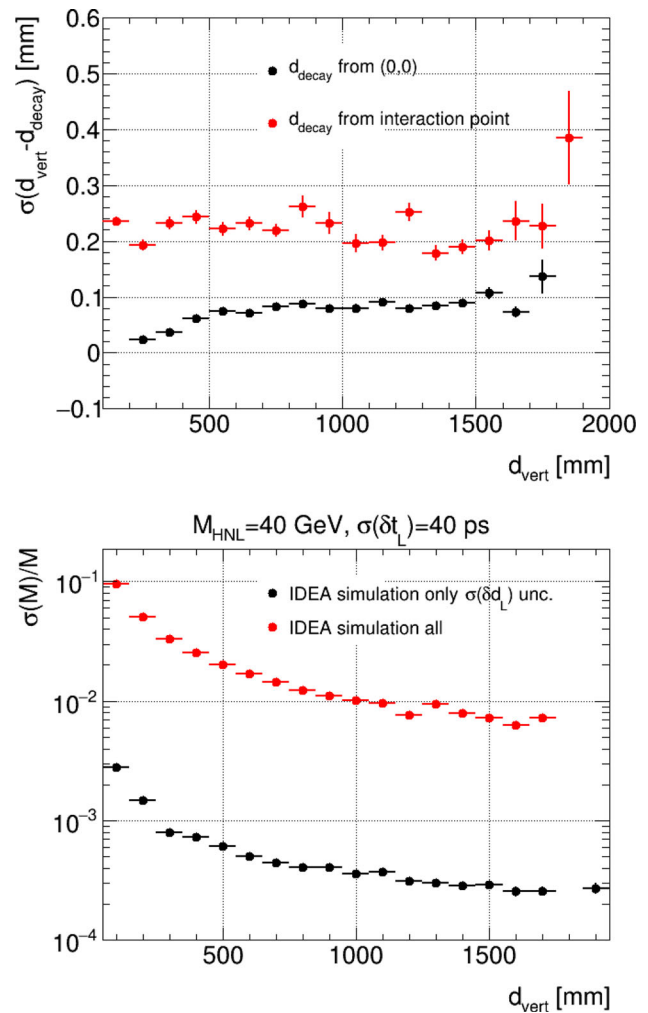 0.6
0.5
0.4
0.3
0.2
0.1
0
−0.1
σ(d_vert-d_decay) [mm]
d_decay from (0,0)
d_decay from interaction point
500 1000 1500 2000
d_vert [mm]
M_HNL=40 GeV, σ(δt_L)=40 ps
σ(M)/M
10^−1
10^−2
10^−3
10^−4
IDEA simulation only σ(δd_L) unc.
IDEA simulation all
500 1000 1500
d_vert [mm]